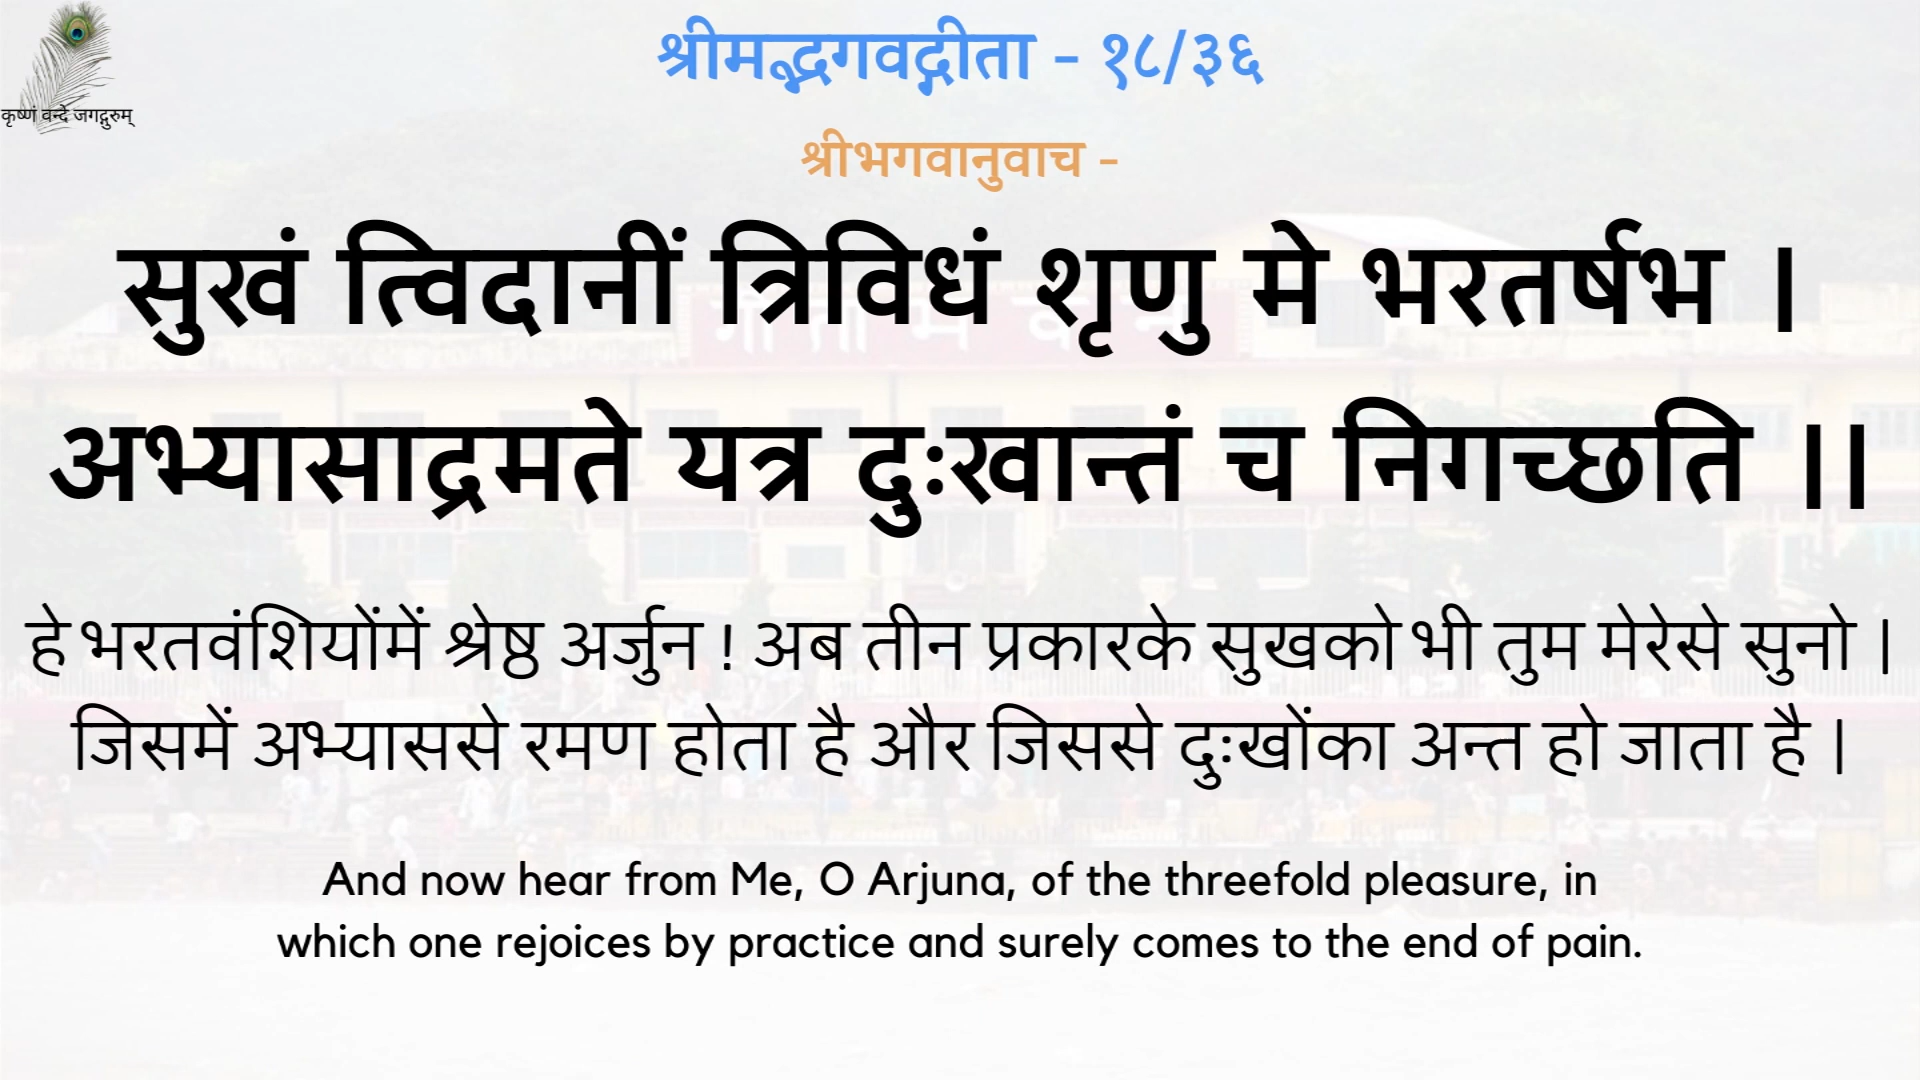 श्रीमद्भगवद्गीता - १८/३६
कृष्णं वन्दे जगद्गुरुम्
श्रीभगवानुवाच -
सुखं त्विदानीं त्रिविधं शृणु मे भरतर्षभ ।
अभ्यासाद्रमते यत्र दुःखान्तं च निगच्छति ।।
हे भरतवंशियोंमें श्रेष्ठ अर्जुन ! अब तीन प्रकारके सुखको भी तुम मेरेसे सुनो |
जिसमें अभ्याससे रमण होता है और जिससे दुःखोंका अन्त हो जाता है |
And now hear from Me, O Arjuna, of the threefold pleasure, in
which one rejoices by practice and surely comes to the end of pain.